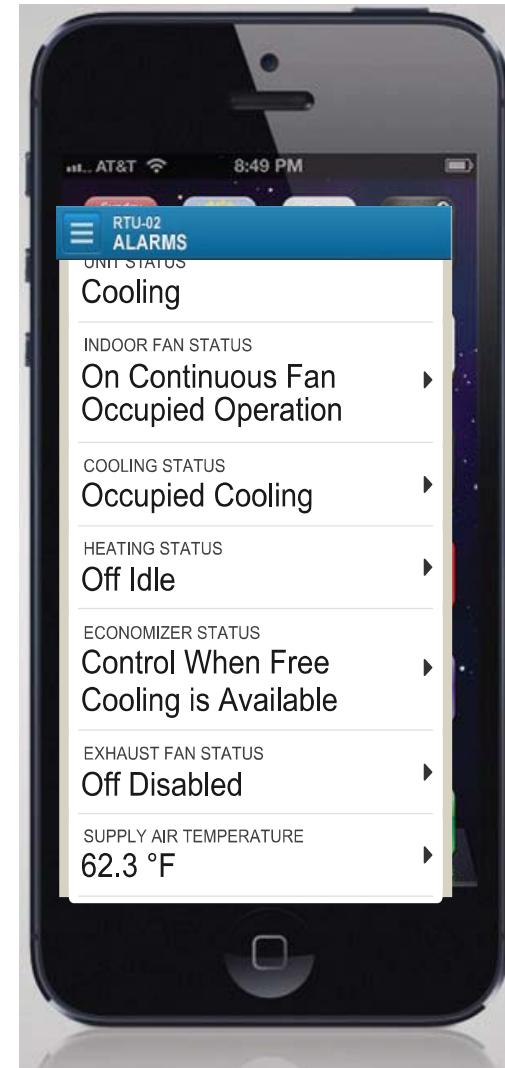 AT&T 8:49 PM
RTU-02
ALARMS
UNIT STATUS
Cooling
INDOOR FAN STATUS
On Continuous Fan
Occupied Operation
COOLING STATUS
Occupied Cooling
HEATING STATUS
Off Idle
ECONOMIZER STATUS
Control When Free
Cooling is Available
EXHAUST FAN STATUS
Off Disabled
SUPPLY AIR TEMPERATURE
62.3 °F